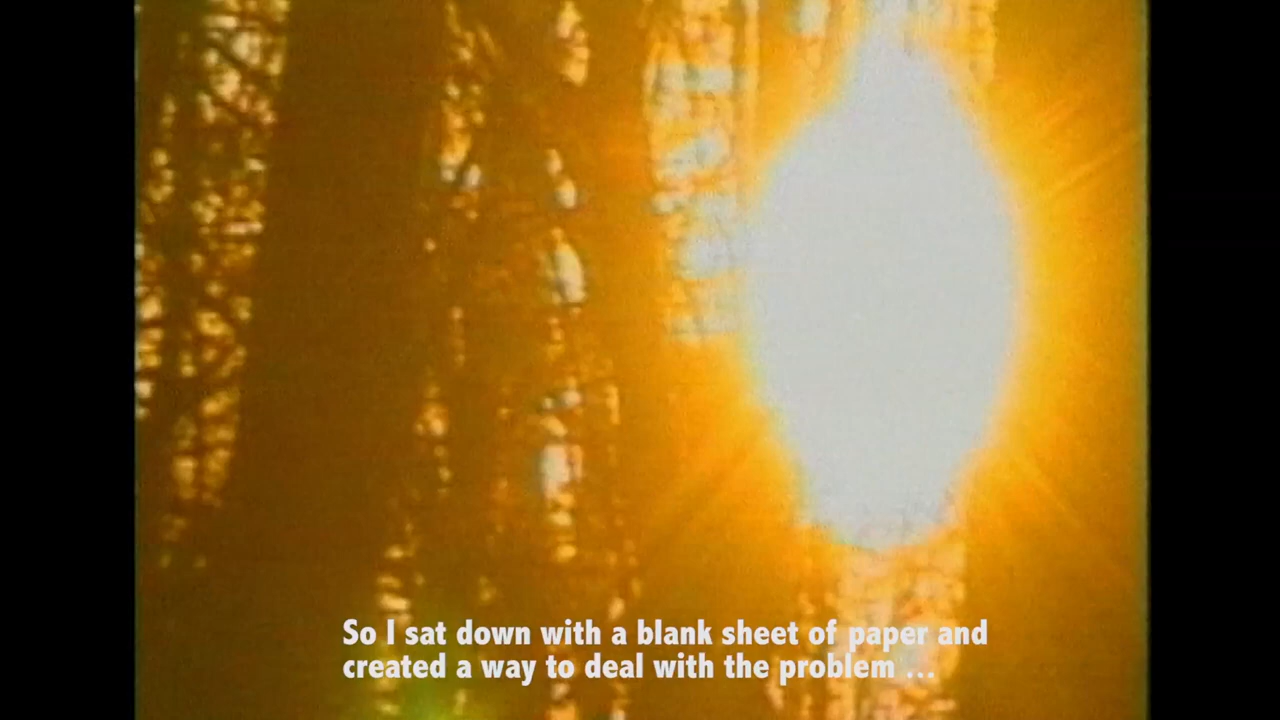 So I sat down with a blank sheet of paper and
created a way to deal with the problem ...